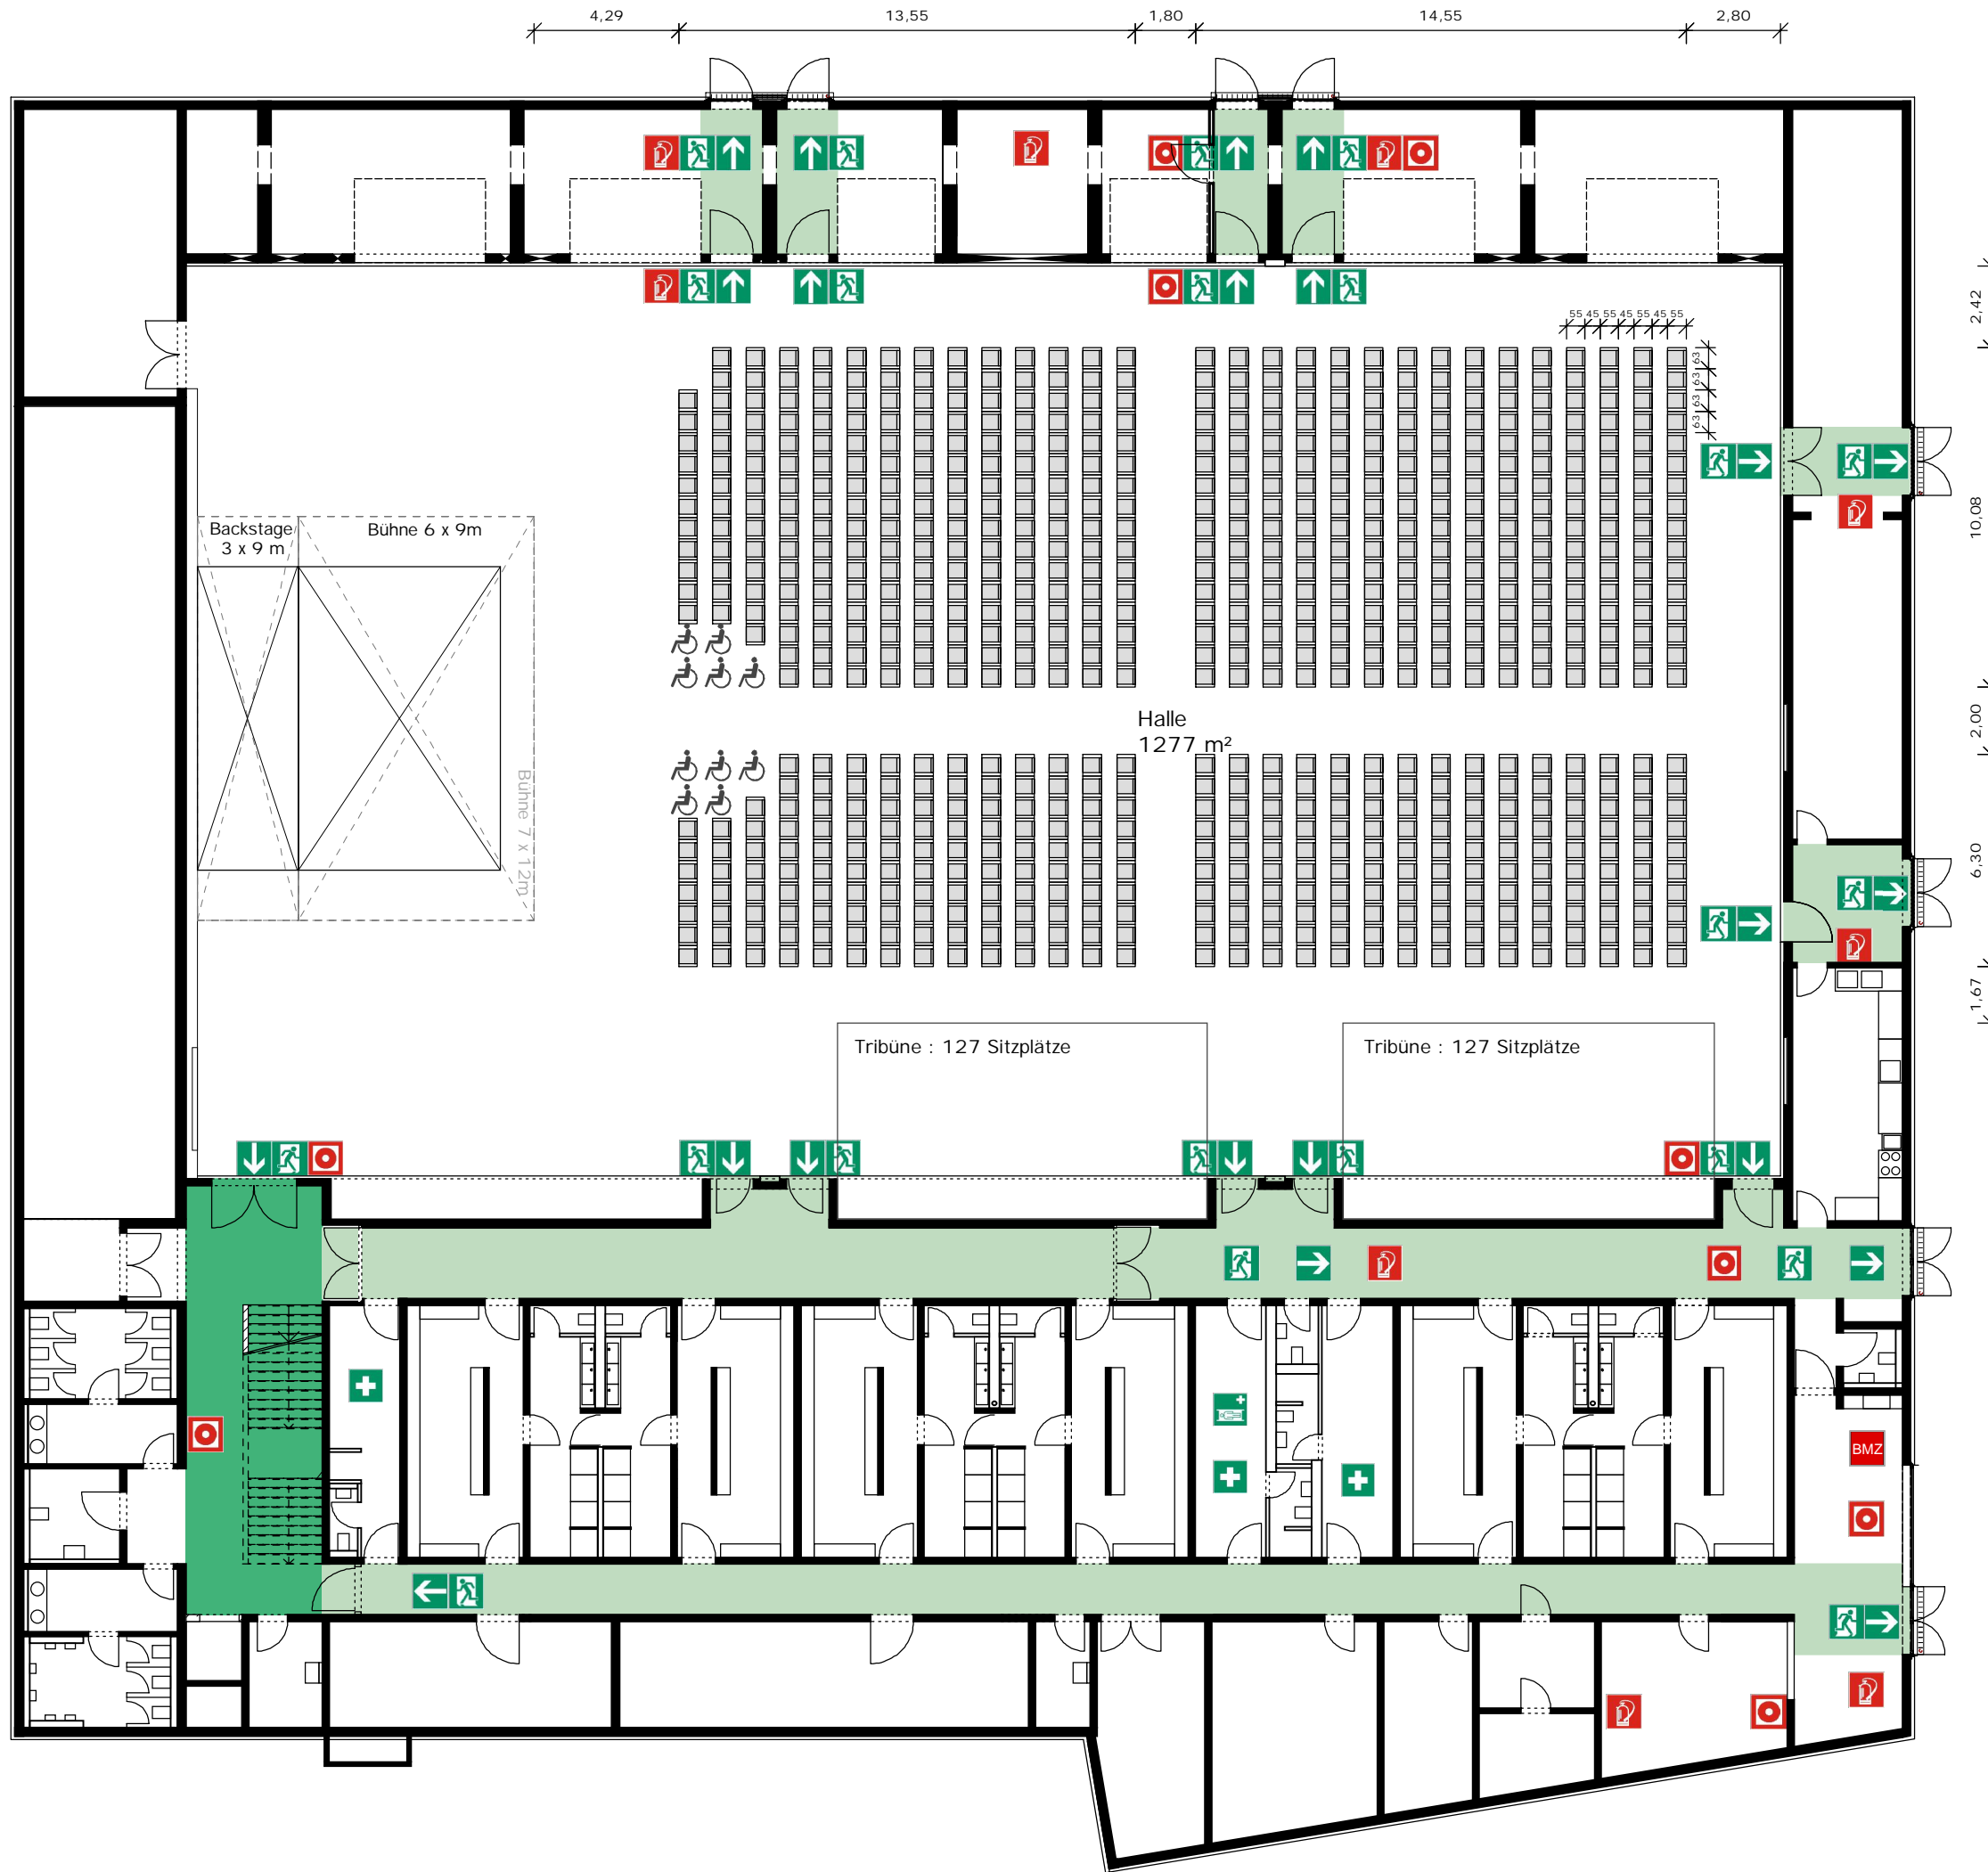 4,29
13,55
1,80
14,55
2,80
2,42
55 45 55 45 55 45 55
63
63
63
63
10,08
Backstage
3 x 9 m
Bühne 6 x 9m
Halle
1277 m²
2,00
Bühne 7 x 12m
6,30
1,67
Tribüne : 127 Sitzplätze
Tribüne : 127 Sitzplätze
BMZ